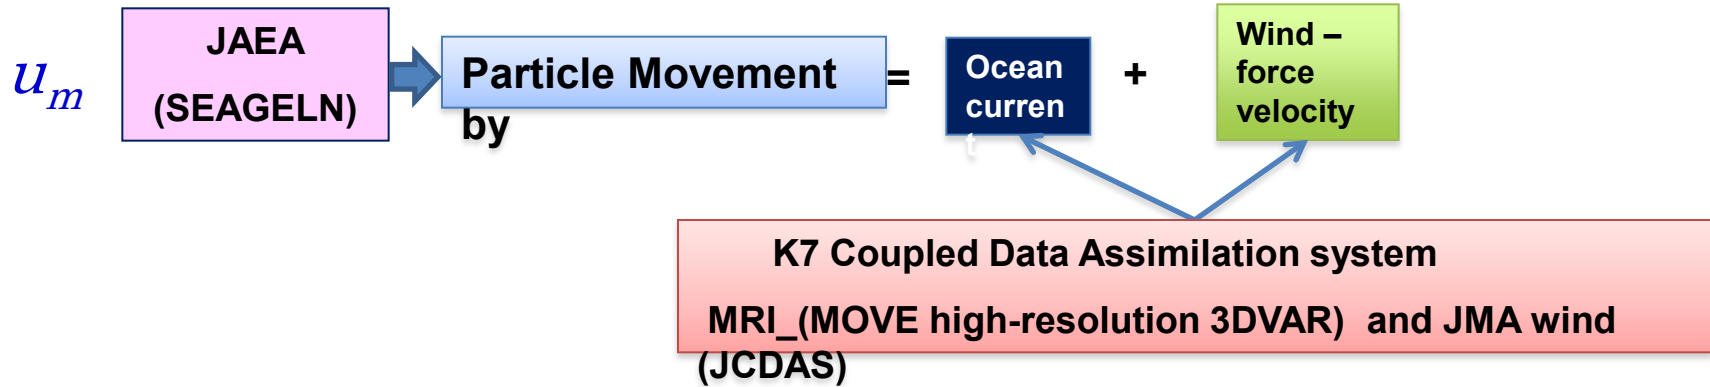 u_m
JAEA
(SEAGELN)
Particle Movement
by
=
Ocean
curren
t
+
Wind –
force
velocity
K7 Coupled Data Assimilation system
MRI_(MOVE high-resolution 3DVAR) and JMA wind
(JCDAS)